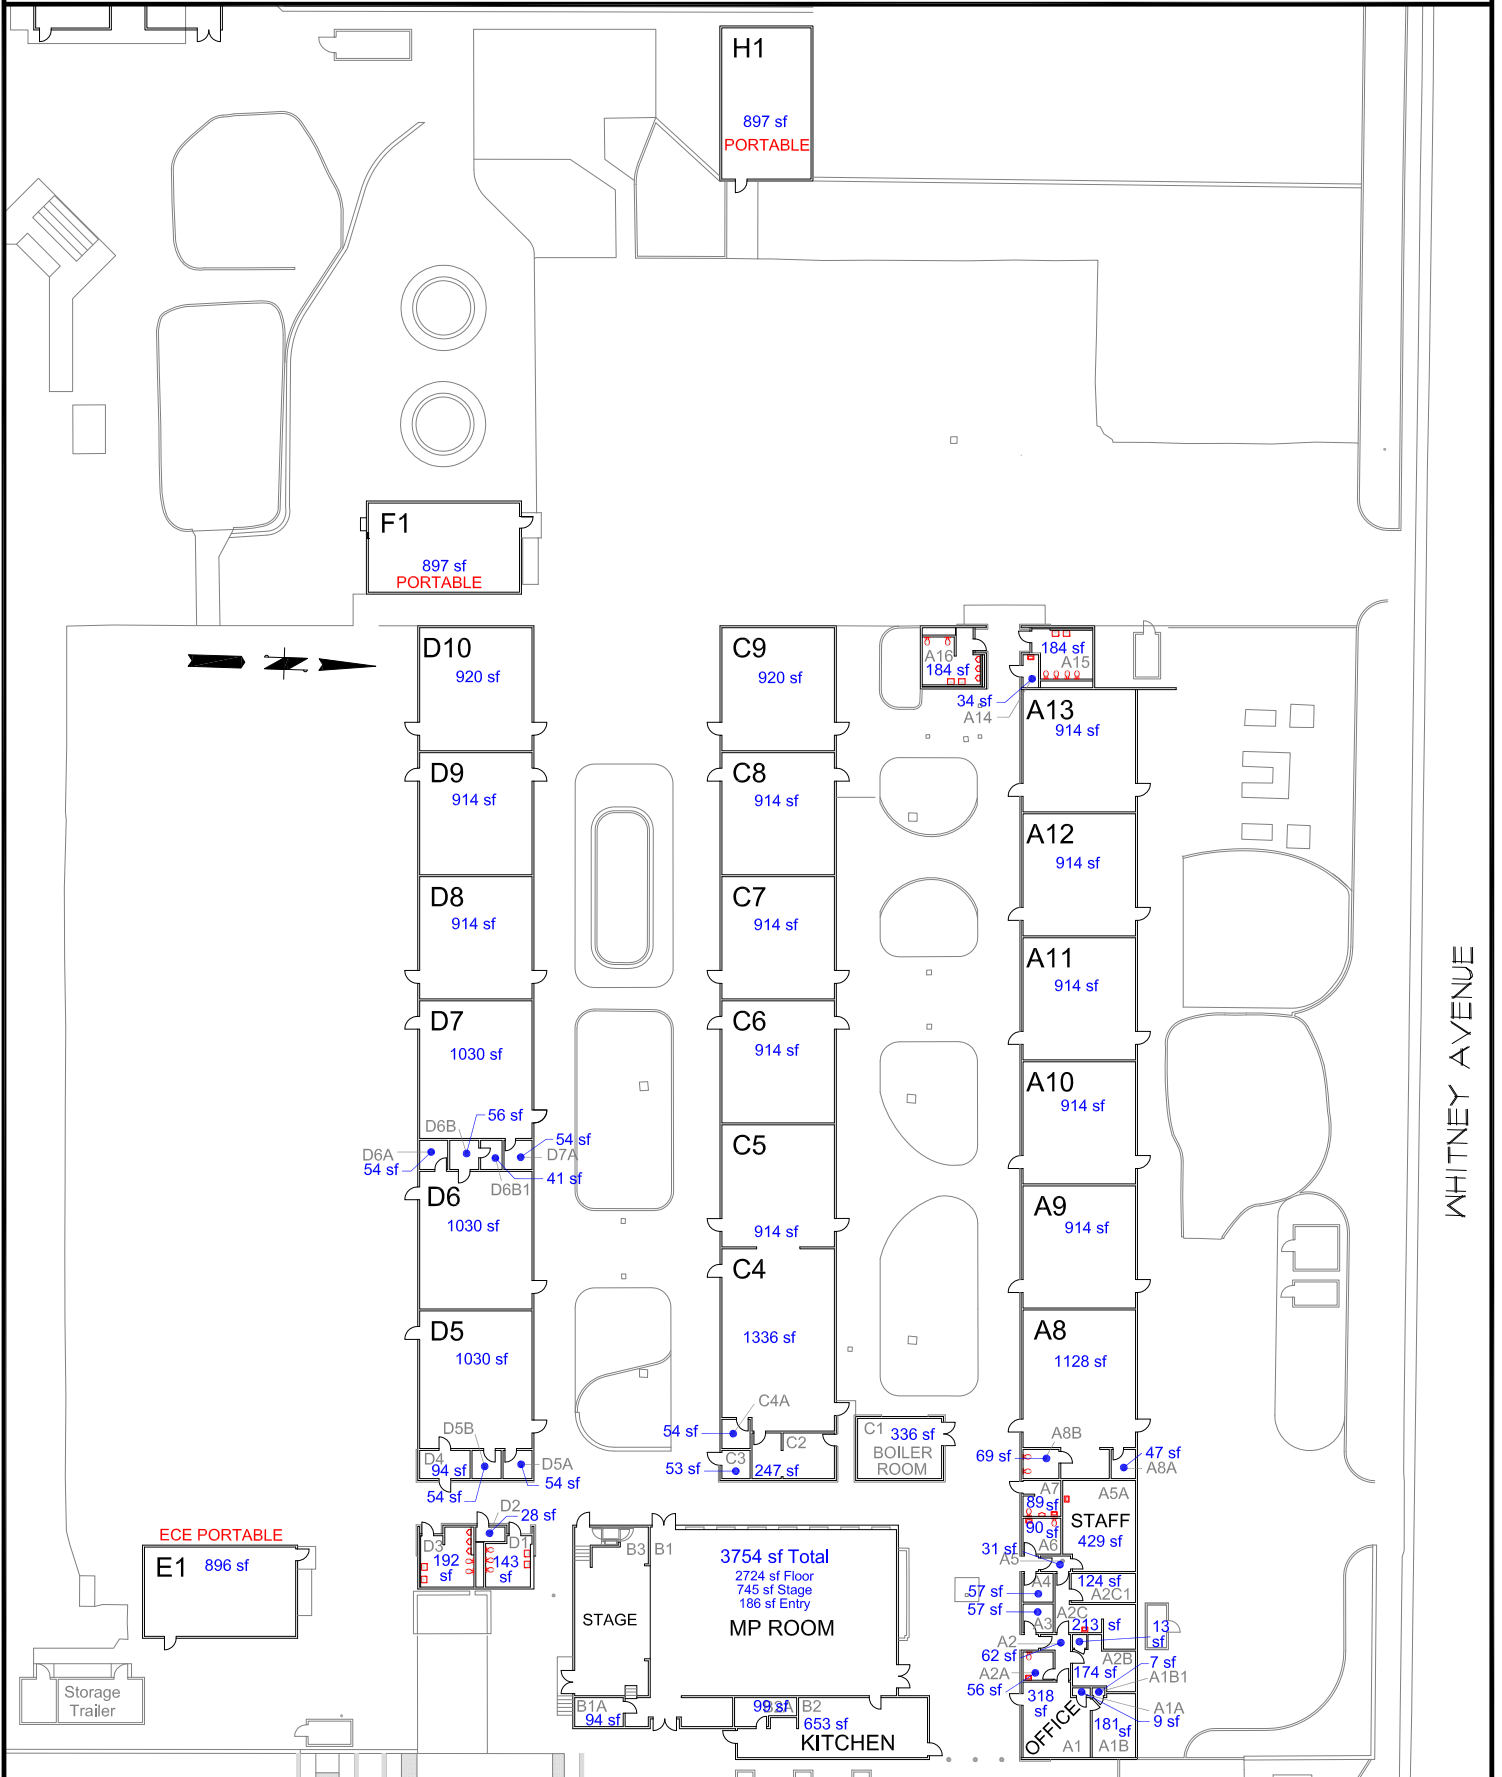 H1
897 sf
PORTABLE
F1
897 sf
PORTABLE
D10
920 sf
D9
914 sf
D8
914 sf
D7
1030 sf
D6B
56 sf
D6A
54 sf
54 sf
D7A
41 sf
D6B1
D6
1030 sf
D5
1030 sf
D5B
D4
94 sf
D5A
54 sf
54 sf
D2
28 sf
D3
192
sf
D1
143
sf
ECE PORTABLE
E1
896 sf
Storage
Trailer
C9
920 sf
C8
914 sf
C7
914 sf
C6
914 sf
C5
914 sf
C4
1336 sf
C4A
54 sf
C3
53 sf
C2
247 sf
C1
336 sf
BOILER
ROOM
B3
B1
3754 sf Total
2724 sf Floor
745 sf Stage
186 sf Entry
MP ROOM
STAGE
B1A
94 sf
99 sf
B2A
B2
653 sf
KITCHEN
A16
184 sf
184 sf
A15
34 sf
A14
A13
914 sf
A12
914 sf
A11
914 sf
A10
914 sf
A9
914 sf
A8
1128 sf
A8B
69 sf
47 sf
A8A
A7
89 sf
A5A
STAFF
429 sf
90
sf
A6
31 sf
A5
A4
57 sf
124 sf
A2C1
57 sf
A3
A2C
213 sf
13
sf
A2
62 sf
A2B
174 sf
7 sf
A1B1
A2A
56 sf
318
sf
OFFICE
A1
A1A
9 sf
181 sf
A1B
WHITNEY AVENUE